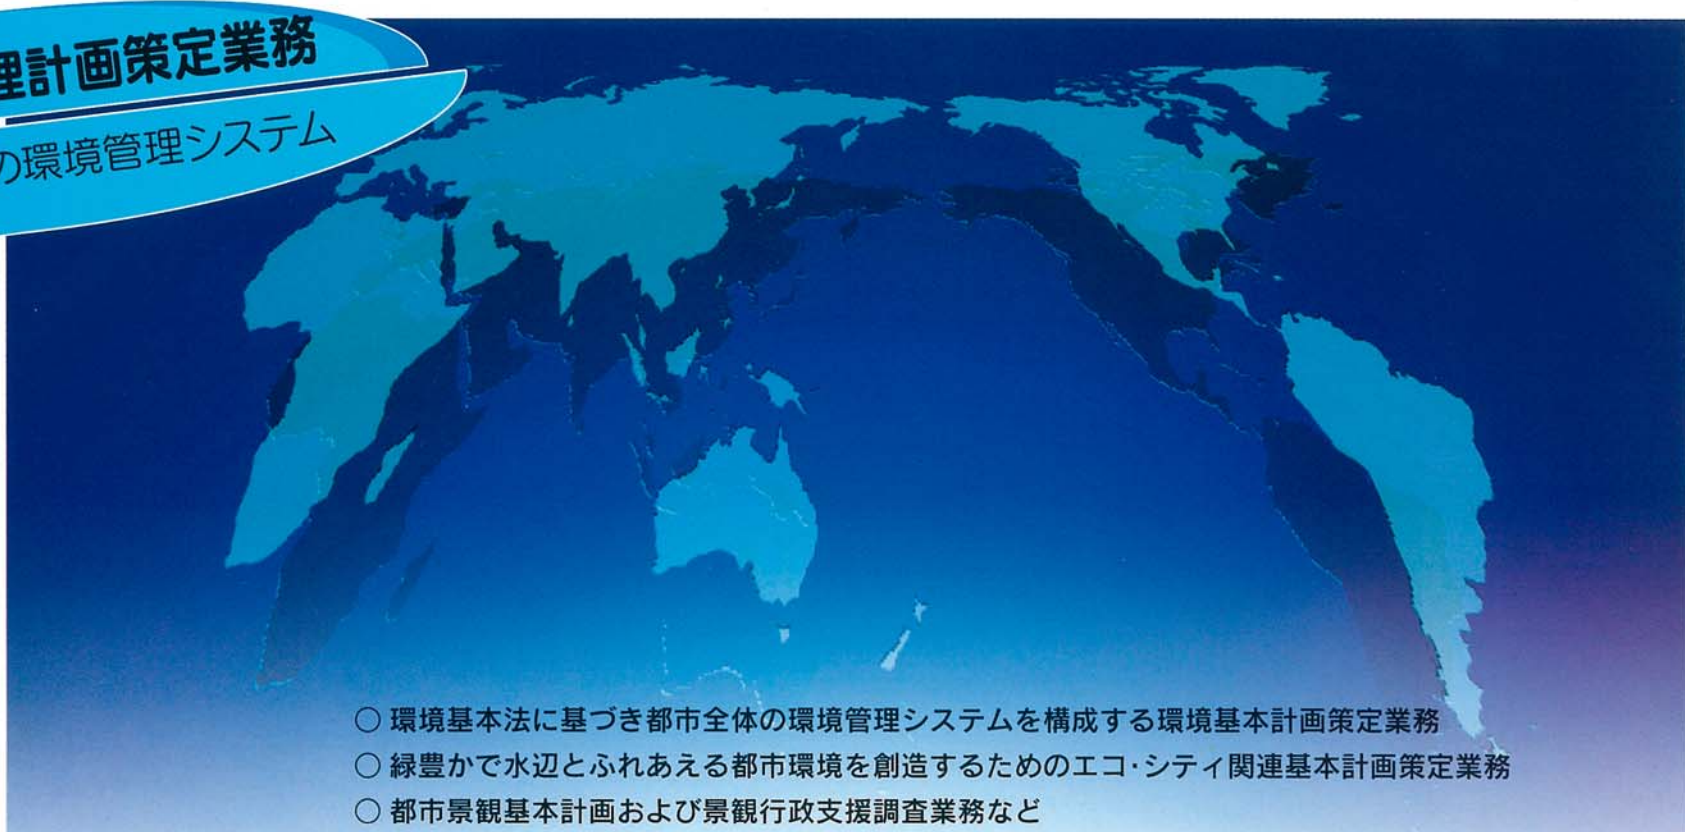 理計画策定業務
の環境管理システム
○ 環境基本法に基づき都市全体の環境管理システムを構成する環境基本計画策定業務
○ 緑豊かで水辺とふれあえる都市環境を創造するためのエコ・シティ関連基本計画策定業務
○ 都市景観基本計画および景観行政支援調査業務など